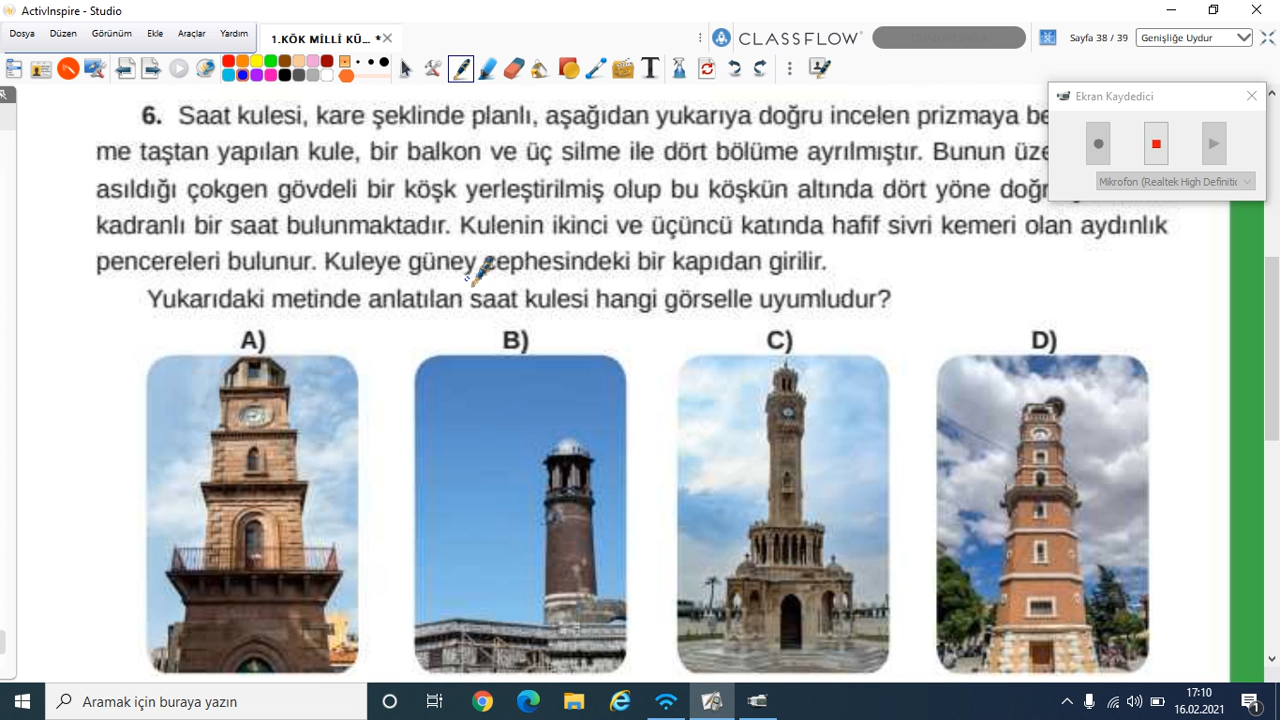 ActivInspire - Studio
Dosya Düzen Görünüm Ekle Araçlar Yardım
1.KÖK MİLLİ KÜ... *
CLASSFLOW
Sayfa 38 / 39
Genişliğe Uydur
Ekran Kaydedici
Mikrofon (Realtek High Definitic
6. Saat kulesi, kare şeklinde planlı, aşağıdan yukarıya doğru incelen prizmaya be
me taştan yapılan kule, bir balkon ve üç silme ile dört bölüme ayrılmıştır. Bunun üze
asıldığı çokgen gövdeli bir köşk yerleştirilmiş olup bu köşkün altında dört yöne doğr
kadranlı bir saat bulunmaktadır. Kulenin ikinci ve üçüncü katında hafif sivri kemeri olan aydınlık
pencereleri bulunur. Kuleye güney cephesindeki bir kapıdan girilir.
Yukarıdaki metinde anlatılan saat kulesi hangi görselle uyumludur?
A) B) C) D)
Aramak için buraya yazın
17:10
16.02.2021
1